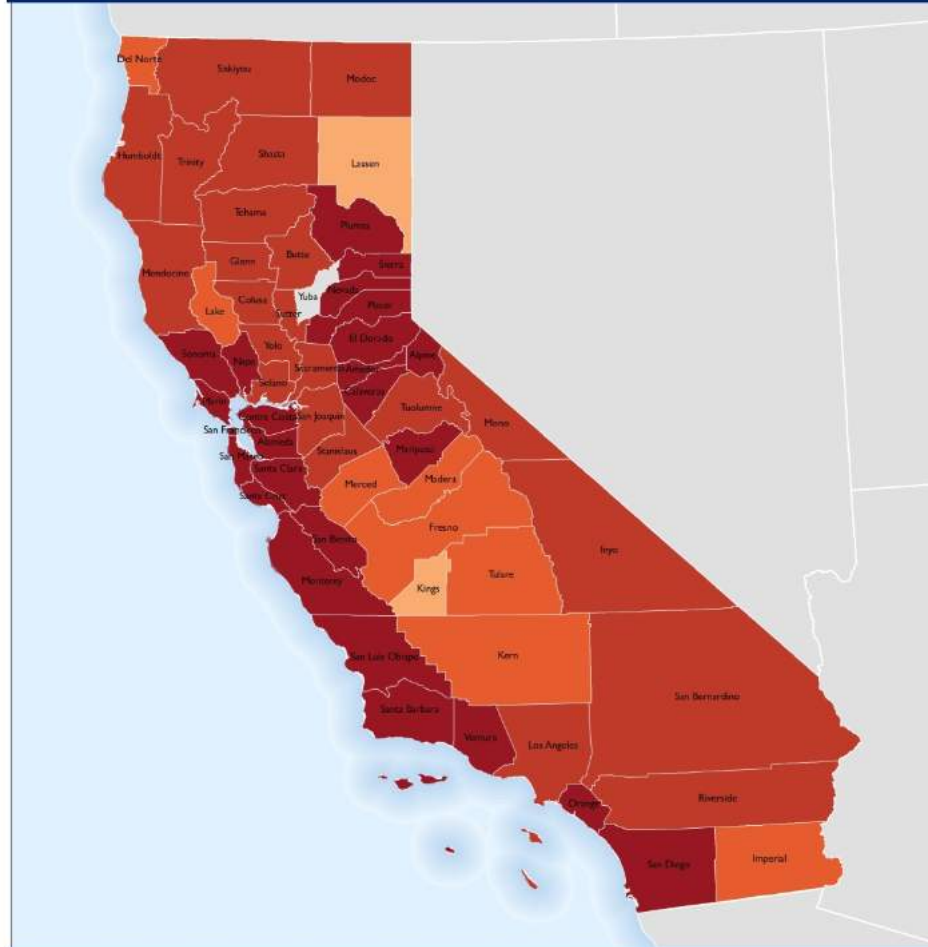 Del Norte
Siskiyou
Modoc
Humboldt
Trinity
Shasta
Lassen
Tehama
Plumas
Mendocino
Glenn
Butte
Sierra
Lake
Colusa
Sutter
Yuba
Nevada
Placer
Yolo
El Dorado
Sonoma
Napa
Sacramento
Amador
Alpine
Solano
Calaveras
Marin
Contra Costa
San Joaquin
Tuolumne
Mono
San Francisco
Alameda
Stanislaus
Mariposa
San Mateo
Santa Clara
Merced
Madera
Santa Cruz
Fresno
San Benito
Inyo
Monterey
Kings
Tulare
San Luis Obispo
Kern
San Bernardino
Santa Barbara
Ventura
Los Angeles
Orange
Riverside
San Diego
Imperial